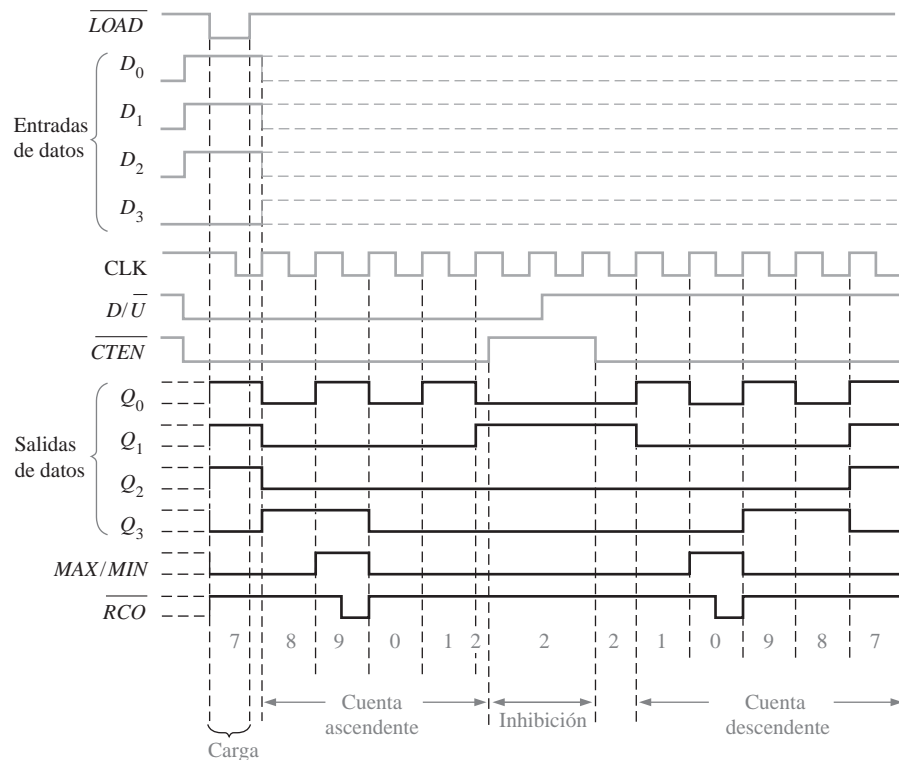 LOAD
D0
D1
Entradas
de datos
D2
D3
CLK
D/U
CTEN
Q0
Q1
Salidas
de datos
Q2
Q3
MAX/MIN
RCO
7 8 9 0 1 2 2 2 1 0 9 8 7
Cuenta
ascendente
Inhibición
Cuenta
descendente
Carga